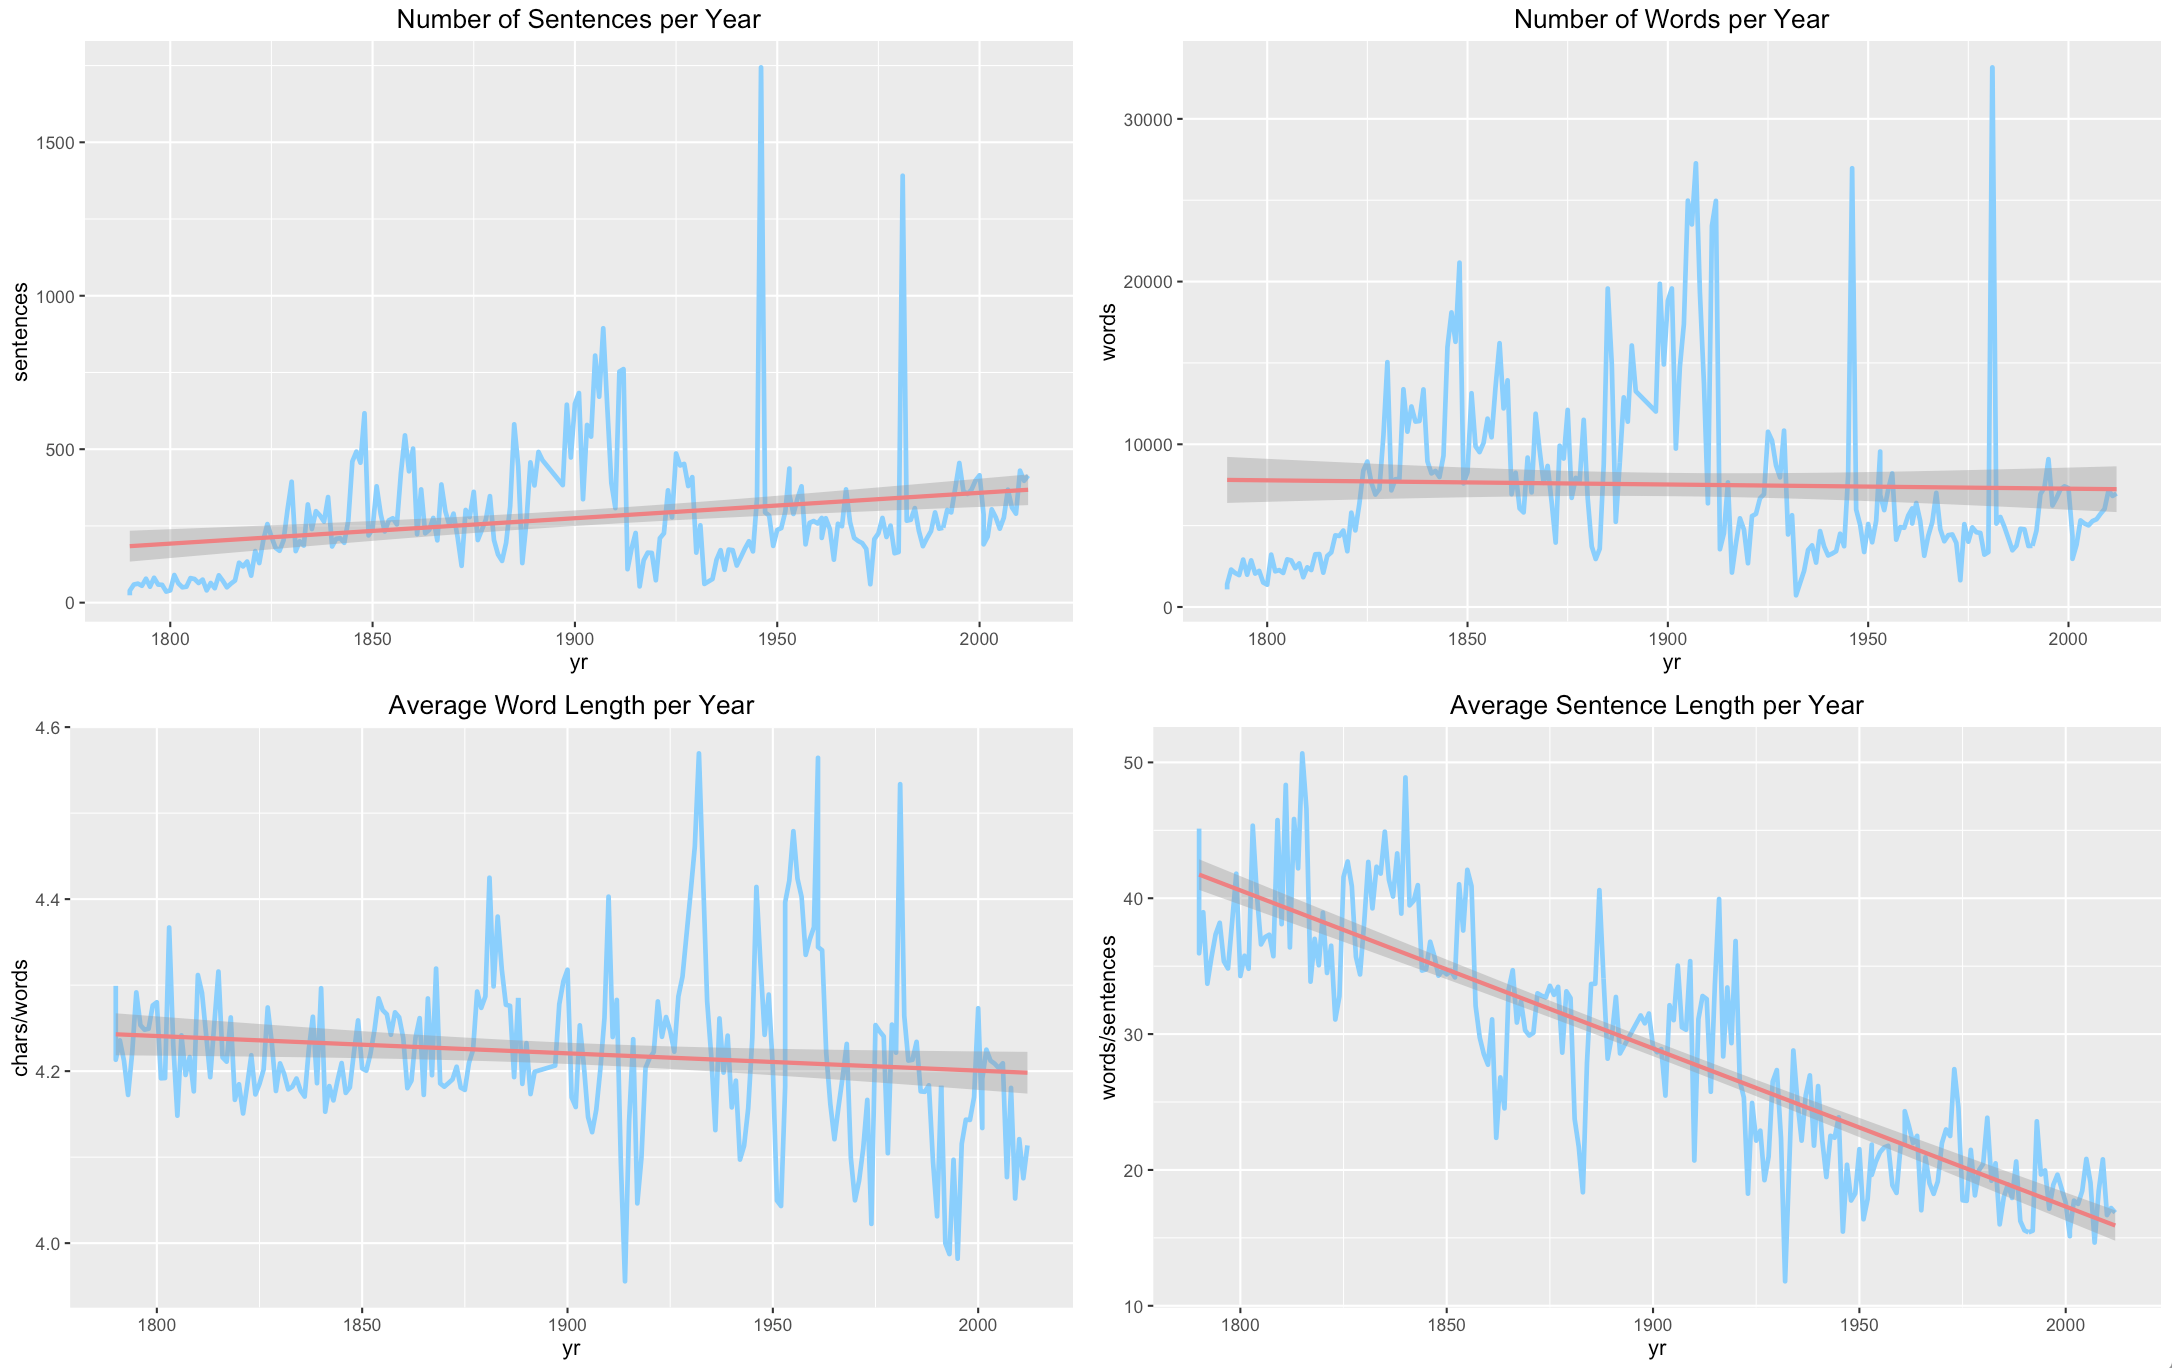 Number of Sentences per Year
sentences
1500
1000
500
0
1800 1850 1900 1950 2000
yr
Number of Words per Year
words
30000
20000
10000
0
1800 1850 1900 1950 2000
yr
Average Word Length per Year
chars/words
4.6
4.4
4.2
4.0
1800 1850 1900 1950 2000
yr
Average Sentence Length per Year
words/sentences
50
40
30
20
10
1800 1850 1900 1950 2000
yr